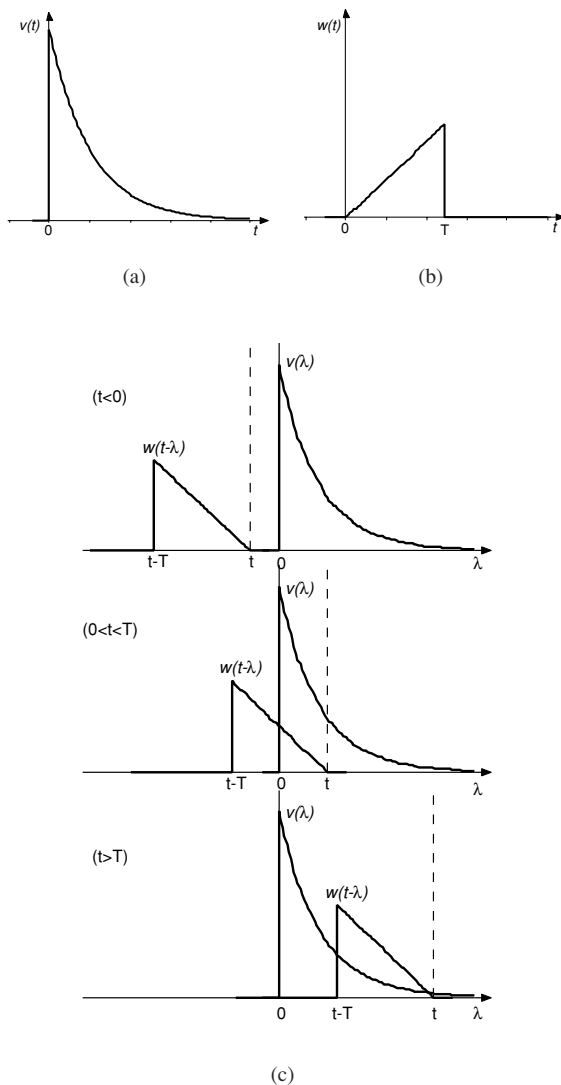 v(t)
0
t
w(t)
0
T
t
(a)
(b)
(t<0)
v(λ)
w(t-λ)
t-T
t
0
λ
(0<t<T)
v(λ)
w(t-λ)
t-T
0
t
λ
(t>T)
v(λ)
w(t-λ)
0
t-T
t
λ
(c)